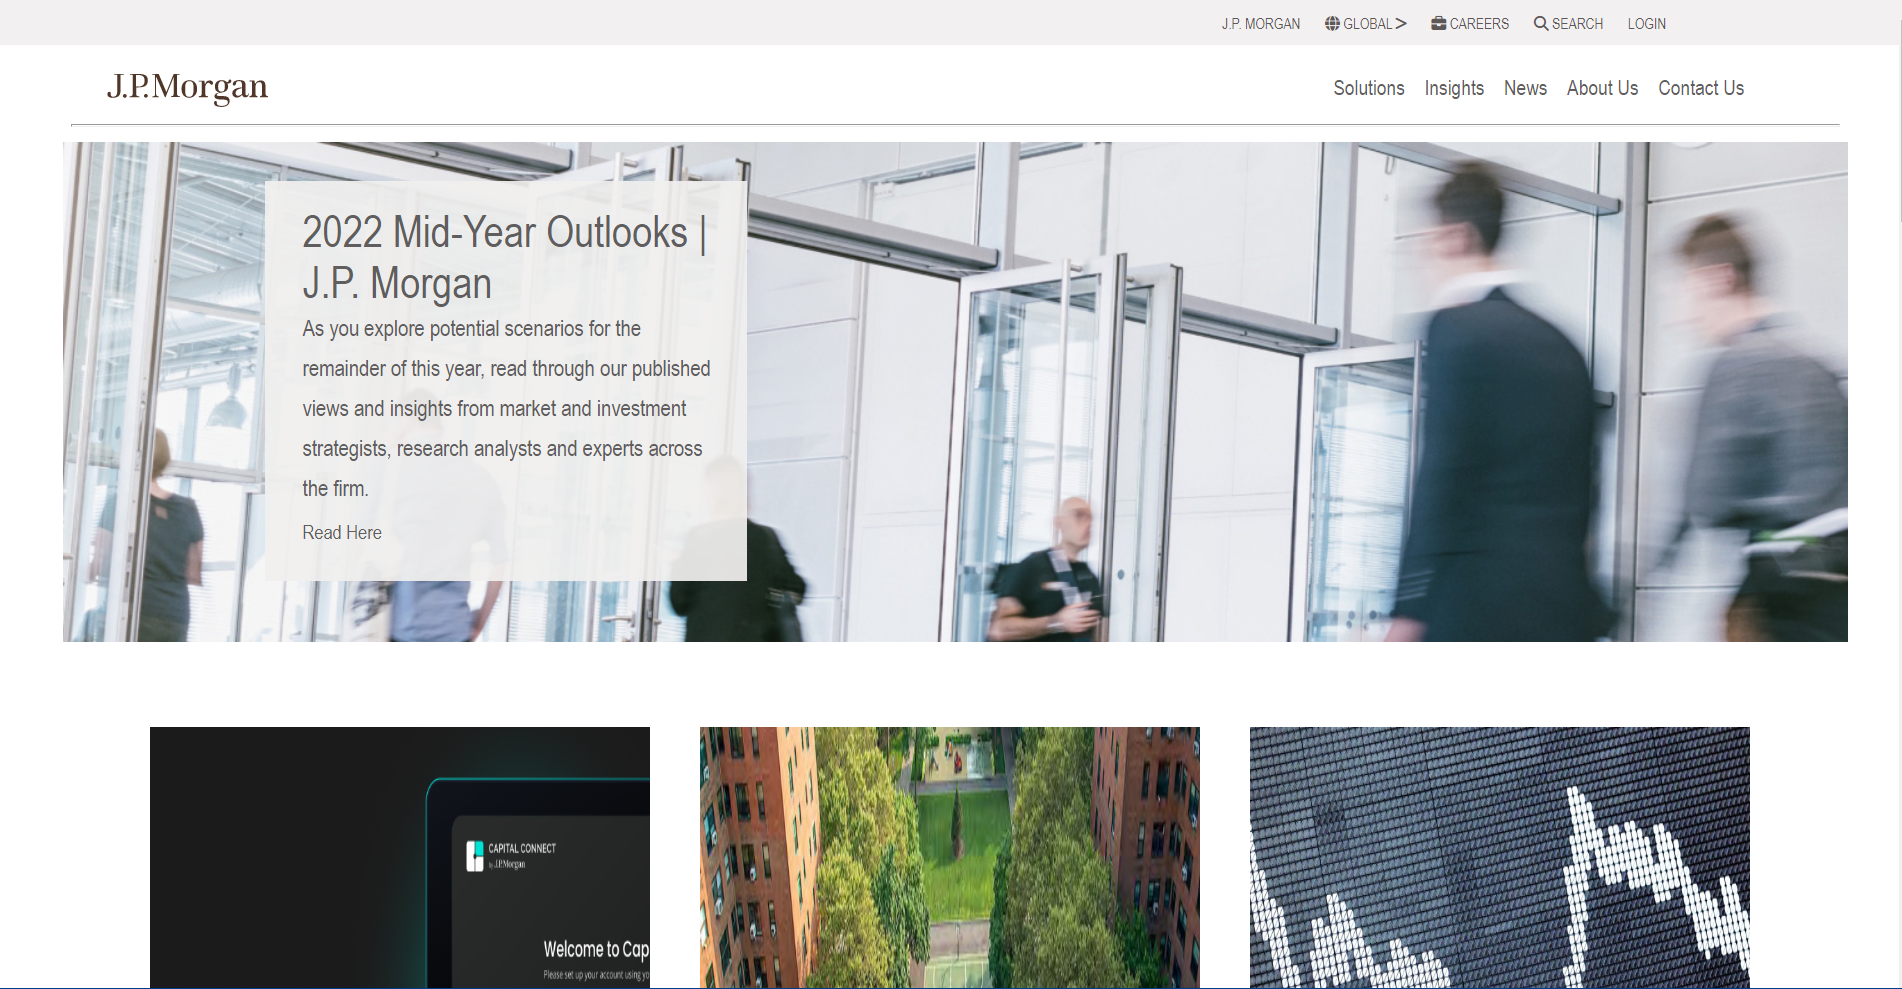 J.P. MORGAN GLOBAL > CAREERS SEARCH LOGIN
J.P.Morgan
Solutions Insights News About Us Contact Us
2022 Mid-Year Outlooks |
J.P. Morgan
As you explore potential scenarios for the
remainder of this year, read through our published
views and insights from market and investment
strategists, research analysts and experts across
the firm.
Read Here
CAPITAL CONNECT
by J.P.Morgan
Welcome to Cap
Please set up your account using yo